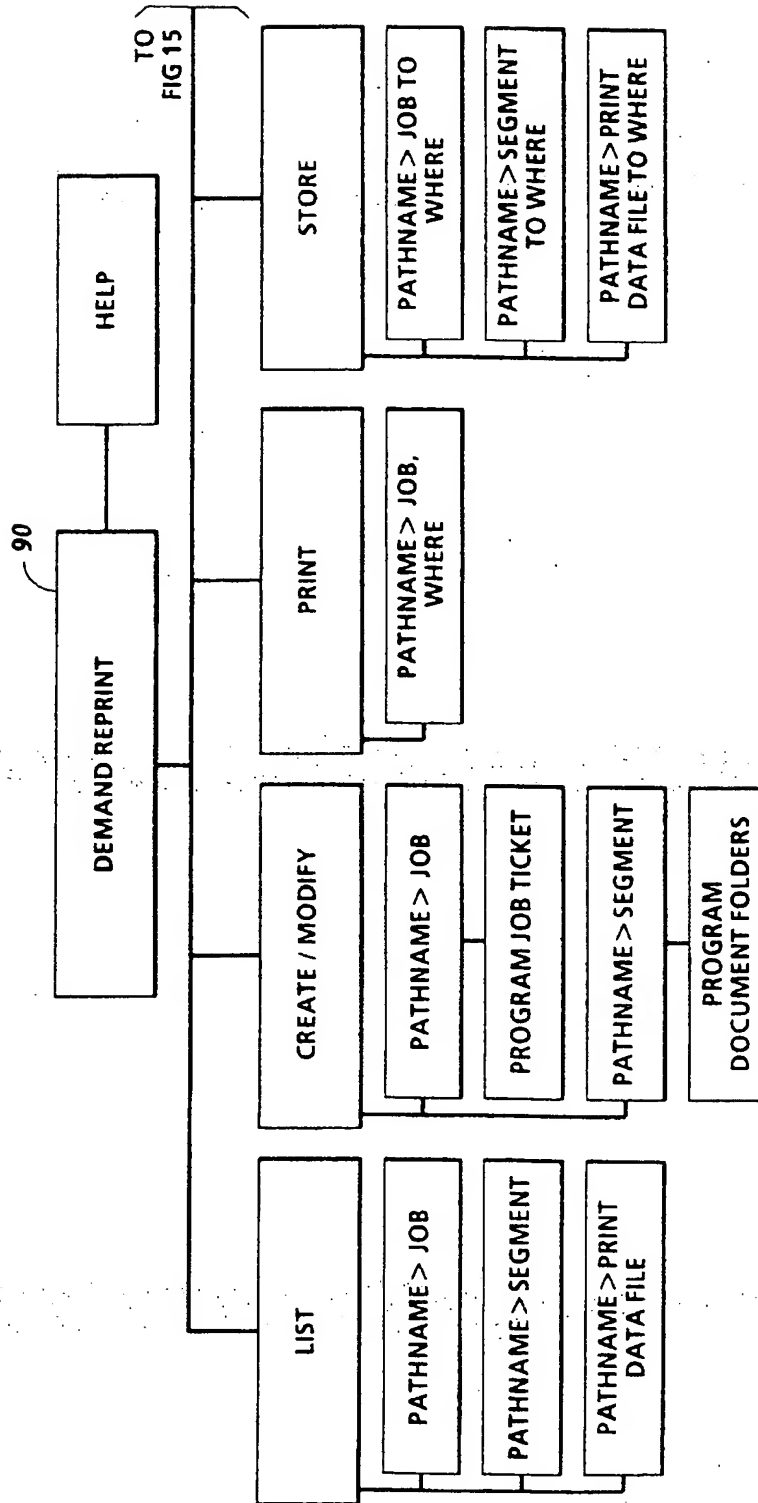 90
DEMAND REPRINT
HELP
TO
FIG 15
LIST
PATHNAME > JOB
PATHNAME > SEGMENT
PATHNAME > PRINT
DATA FILE
CREATE / MODIFY
PATHNAME > JOB
PROGRAM JOB TICKET
PATHNAME > SEGMENT
PROGRAM
DOCUMENT FOLDERS
PRINT
PATHNAME > JOB,
WHERE
STORE
PATHNAME > JOB TO
WHERE
PATHNAME > SEGMENT
TO WHERE
PATHNAME > PRINT
DATA FILE TO WHERE